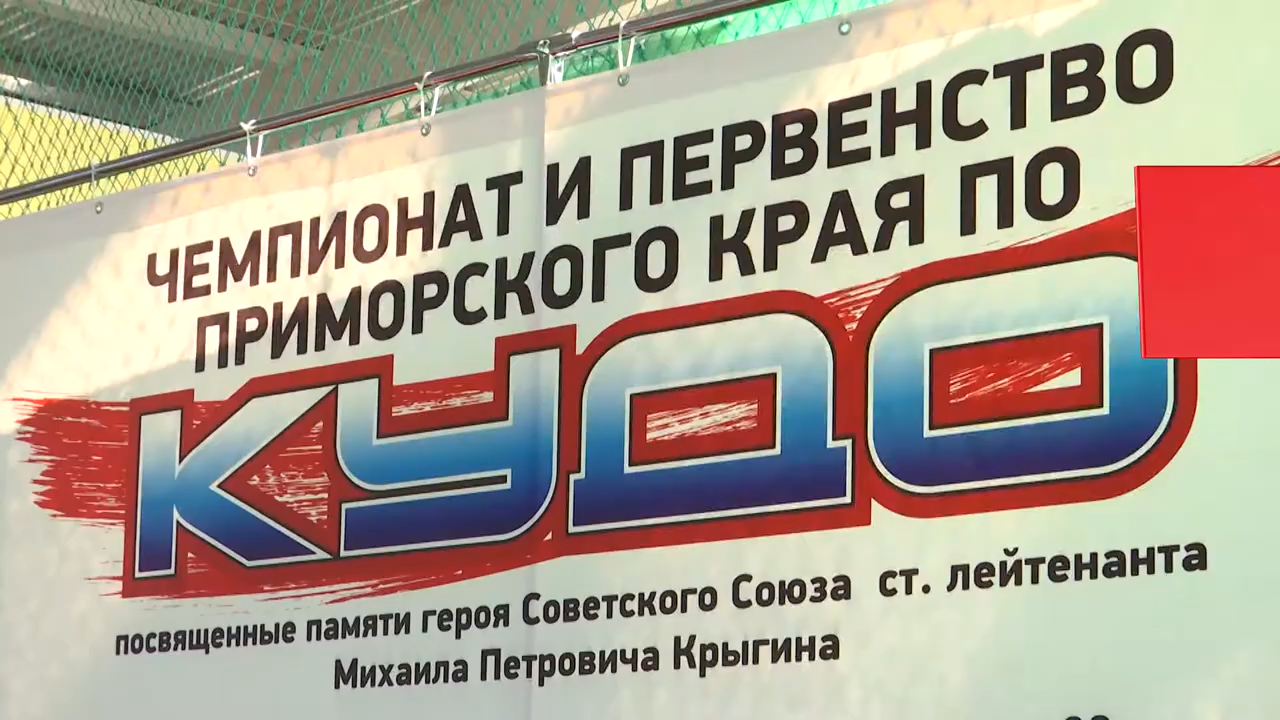 ЧЕМПИОНАТ И ПЕРВЕНСТВО
ПРИМОРСКОГО КРАЯ ПО
КУДО
посвященные памяти героя Советского Союза ст. лейтенанта
Михаила Петровича Крыгина